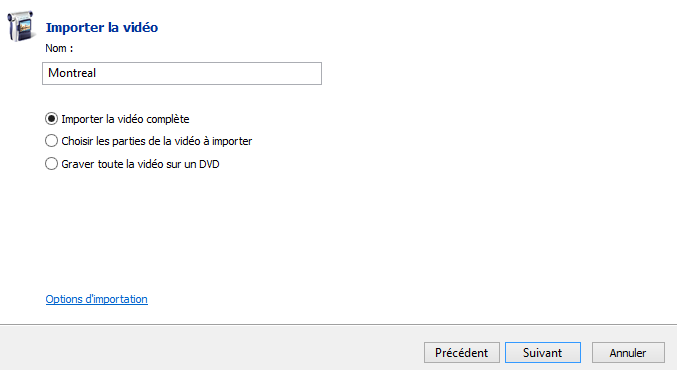 Importer la vidéo
Nom :
Montreal
Importer la vidéo complète
Choisir les parties de la vidéo à importer
Graver toute la vidéo sur un DVD
Options d'importation
Précédent Suivant Annuler